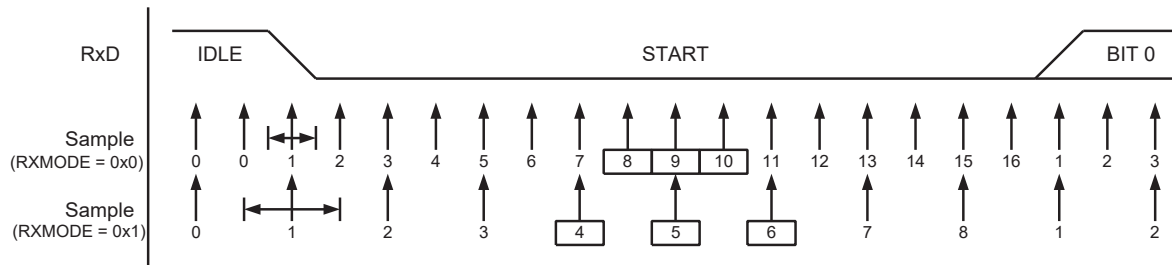 RxD IDLE START BIT 0
Sample
(RXMODE = 0x0) 0 0 1 2 3 4 5 6 7 8 9 10 11 12 13 14 15 16 1 2 3
Sample
(RXMODE = 0x1) 0 1 2 3 4 5 6 7 8 1 2